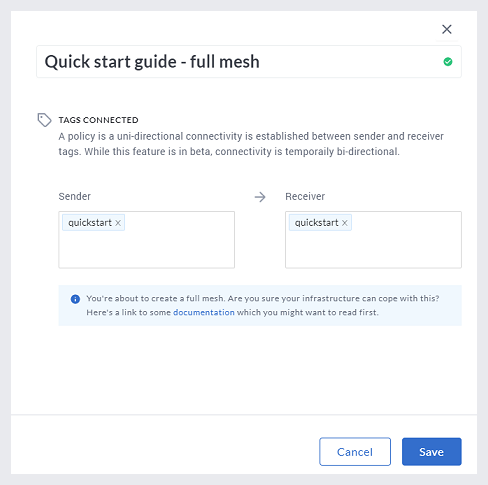 Quick start guide - full mesh
TAGS CONNECTED
A policy is a uni-directional connectivity is established between sender and receiver
tags. While this feature is in beta, connectivity is temporaily bi-directional.
Sender
Receiver
quickstart
quickstart
You're about to create a full mesh. Are you sure your infrastructure can cope with this?
Here's a link to some documentation which you might want to read first.
Cancel
Save